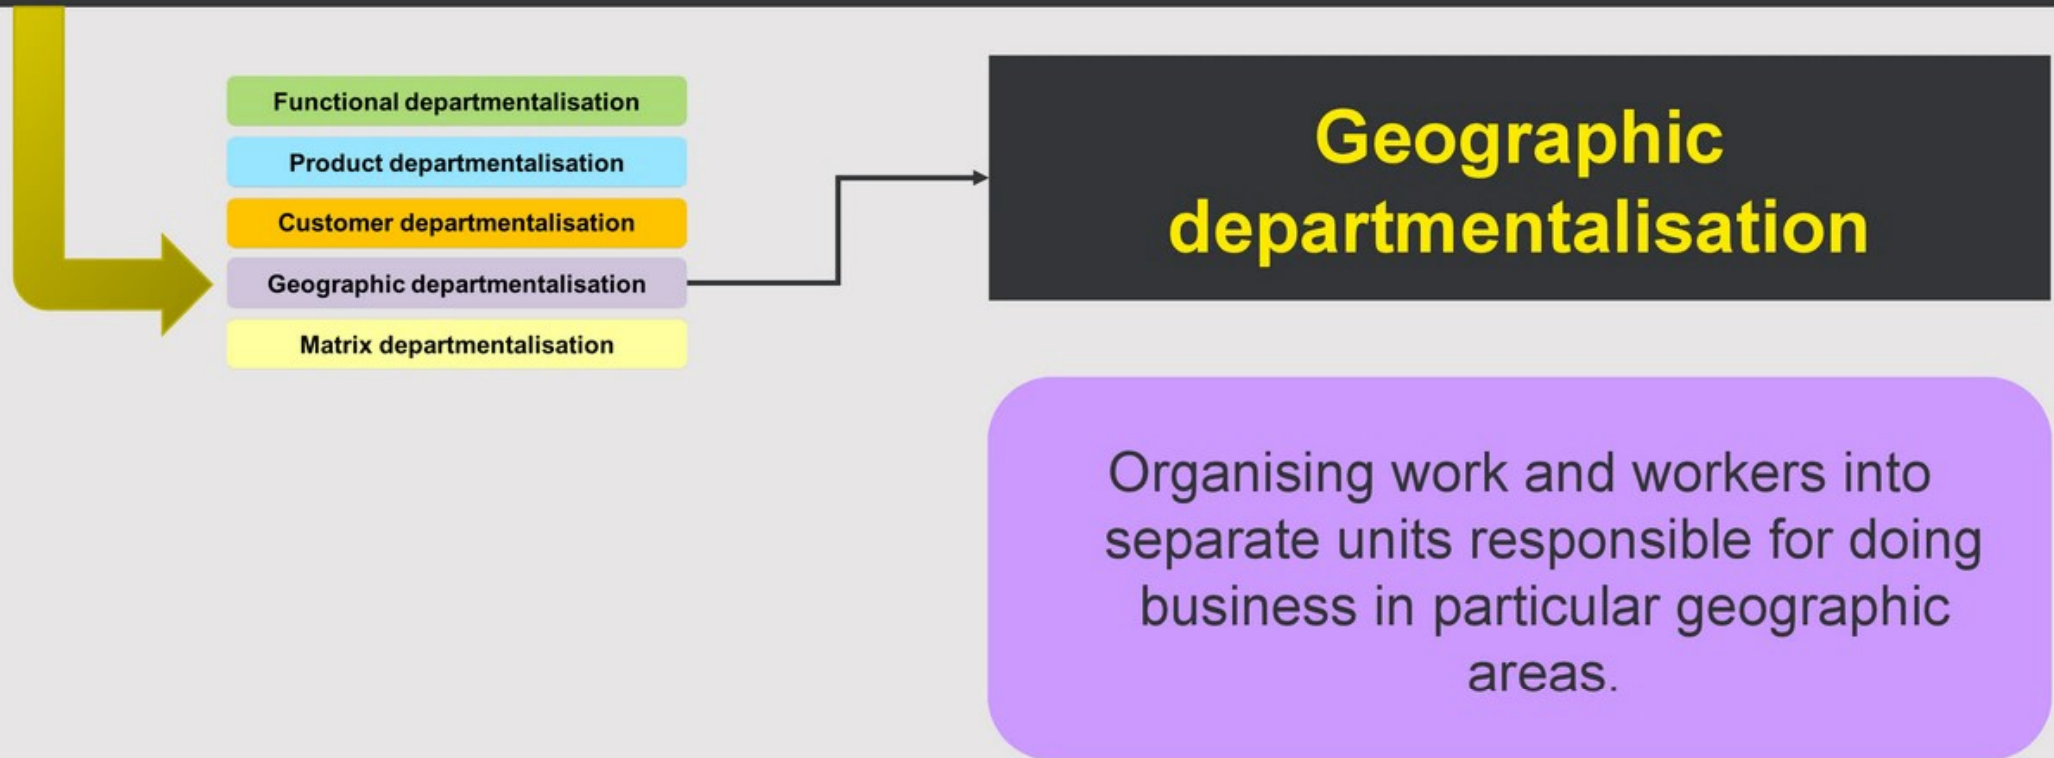 Functional departmentalisation
Product departmentalisation
Customer departmentalisation
Geographic departmentalisation
Matrix departmentalisation
Geographic
departmentalisation
Organising work and workers into
separate units responsible for doing
business in particular geographic
areas.